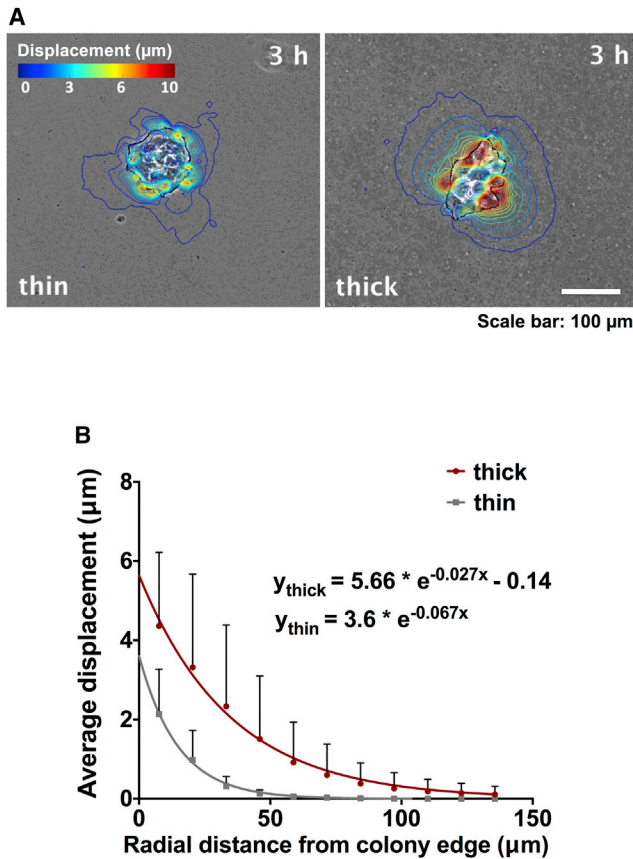 A
Displacement (µm)
0 3 6 10
3 h
3 h
thin
thick
Scale bar: 100 µm
B
thick
thin
y_thick = 5.66 * e^-0.027x - 0.14
y_thin = 3.6 * e^-0.067x
Average displacement (µm)
8
6
4
2
0
0 50 100 150
Radial distance from colony edge (µm)